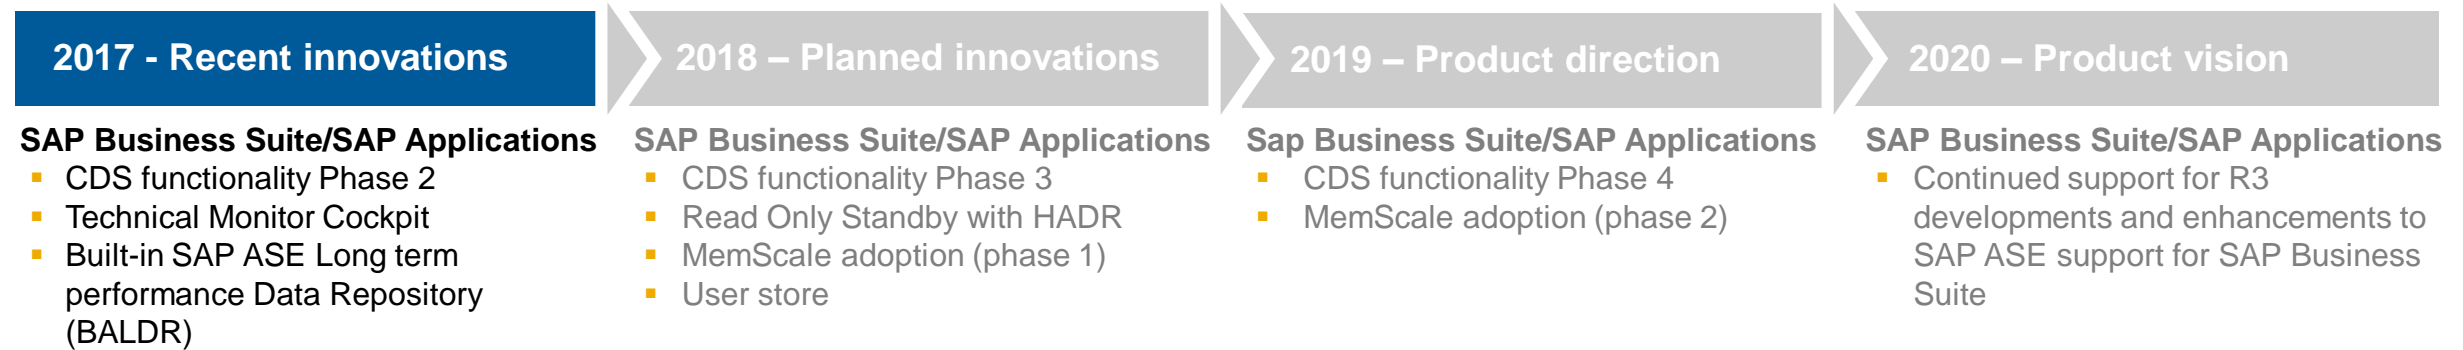 2017 - Recent innovations
SAP Business Suite/SAP Applications
CDS functionality Phase 2
Technical Monitor Cockpit
Built-in SAP ASE Long term
performance Data Repository
(BALDR)
2018 – Planned innovations
SAP Business Suite/SAP Applications
CDS functionality Phase 3
Read Only Standby with HADR
MemScale adoption (phase 1)
User store
2019 – Product direction
Sap Business Suite/SAP Applications
CDS functionality Phase 4
MemScale adoption (phase 2)
2020 – Product vision
SAP Business Suite/SAP Applications
Continued support for R3
developments and enhancements to
SAP ASE support for SAP Business
Suite